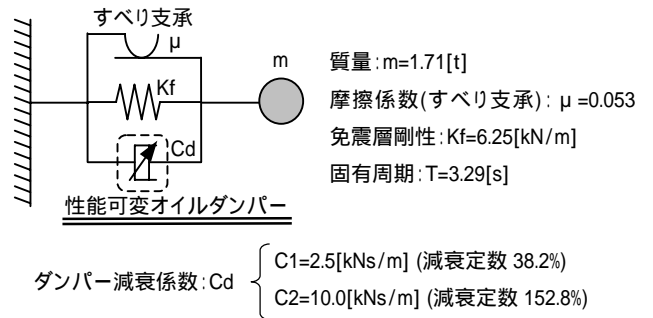 すべり支承
μ
m
Kf
Cd
性能可変オイルダンパー
質量:m=1.71[t]
摩擦係数(すべり支承): μ=0.053
免震層剛性:Kf=6.25[kN/m]
固有周期:T=3.29[s]
ダンパー減衰係数:Cd
C1=2.5[kNs/m] (減衰定数 38.2%)
C2=10.0[kNs/m] (減衰定数 152.8%)